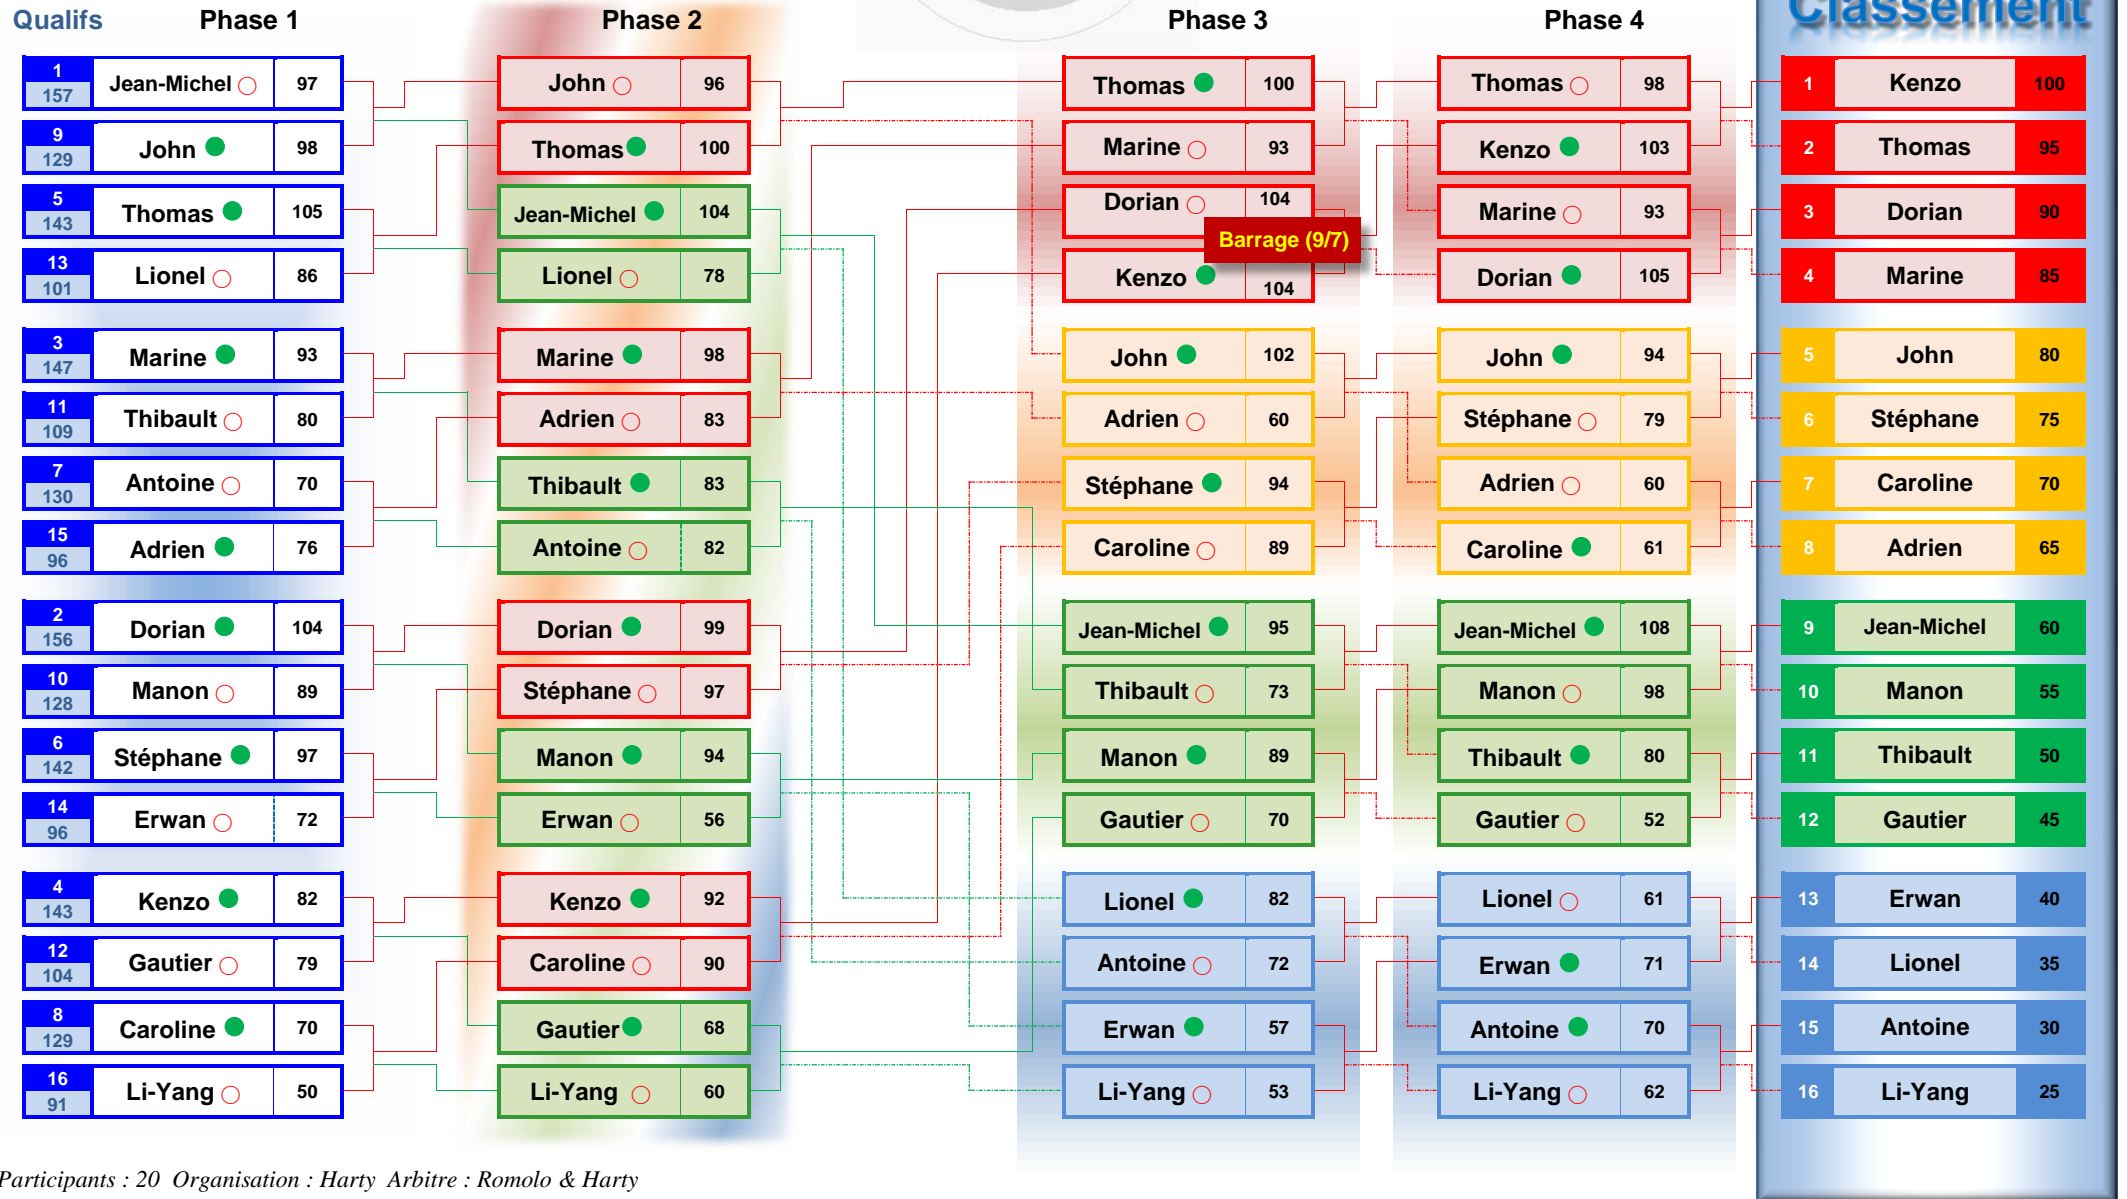 Qualifs Phase 1 Phase 2 Phase 3 Phase 4 Classement
1 157 Jean-Michel 97
9 129 John 98
5 143 Thomas 105
13 101 Lionel 86
3 147 Marine 93
11 109 Thibault 80
7 130 Antoine 70
15 96 Adrien 76
2 156 Dorian 104
10 128 Manon 89
6 142 Stéphane 97
14 96 Erwan 72
4 143 Kenzo 82
12 104 Gautier 79
8 129 Caroline 70
16 91 Li-Yang 50
John 96
Thomas 100
Jean-Michel 104
Lionel 78
Marine 98
Adrien 83
Thibault 83
Antoine 82
Dorian 99
Stéphane 97
Manon 94
Erwan 56
Kenzo 92
Caroline 90
Gautier 68
Li-Yang 60
Thomas 100
Marine 93
Dorian 104
Barrage (9/7)
Kenzo 104
John 102
Adrien 60
Stéphane 94
Caroline 89
Jean-Michel 95
Thibault 73
Manon 89
Gautier 70
Lionel 82
Antoine 72
Erwan 57
Li-Yang 53
Thomas 98
Kenzo 103
Marine 93
Dorian 105
John 94
Stéphane 79
Adrien 60
Caroline 61
Jean-Michel 108
Manon 98
Thibault 80
Gautier 52
Lionel 61
Erwan 71
Antoine 70
Li-Yang 62
1 Kenzo 100
2 Thomas 95
3 Dorian 90
4 Marine 85
5 John 80
6 Stéphane 75
7 Caroline 70
8 Adrien 65
9 Jean-Michel 60
10 Manon 55
11 Thibault 50
12 Gautier 45
13 Erwan 40
14 Lionel 35
15 Antoine 30
16 Li-Yang 25
Participants : 20 Organisation : Harty Arbitre : Romolo & Harty